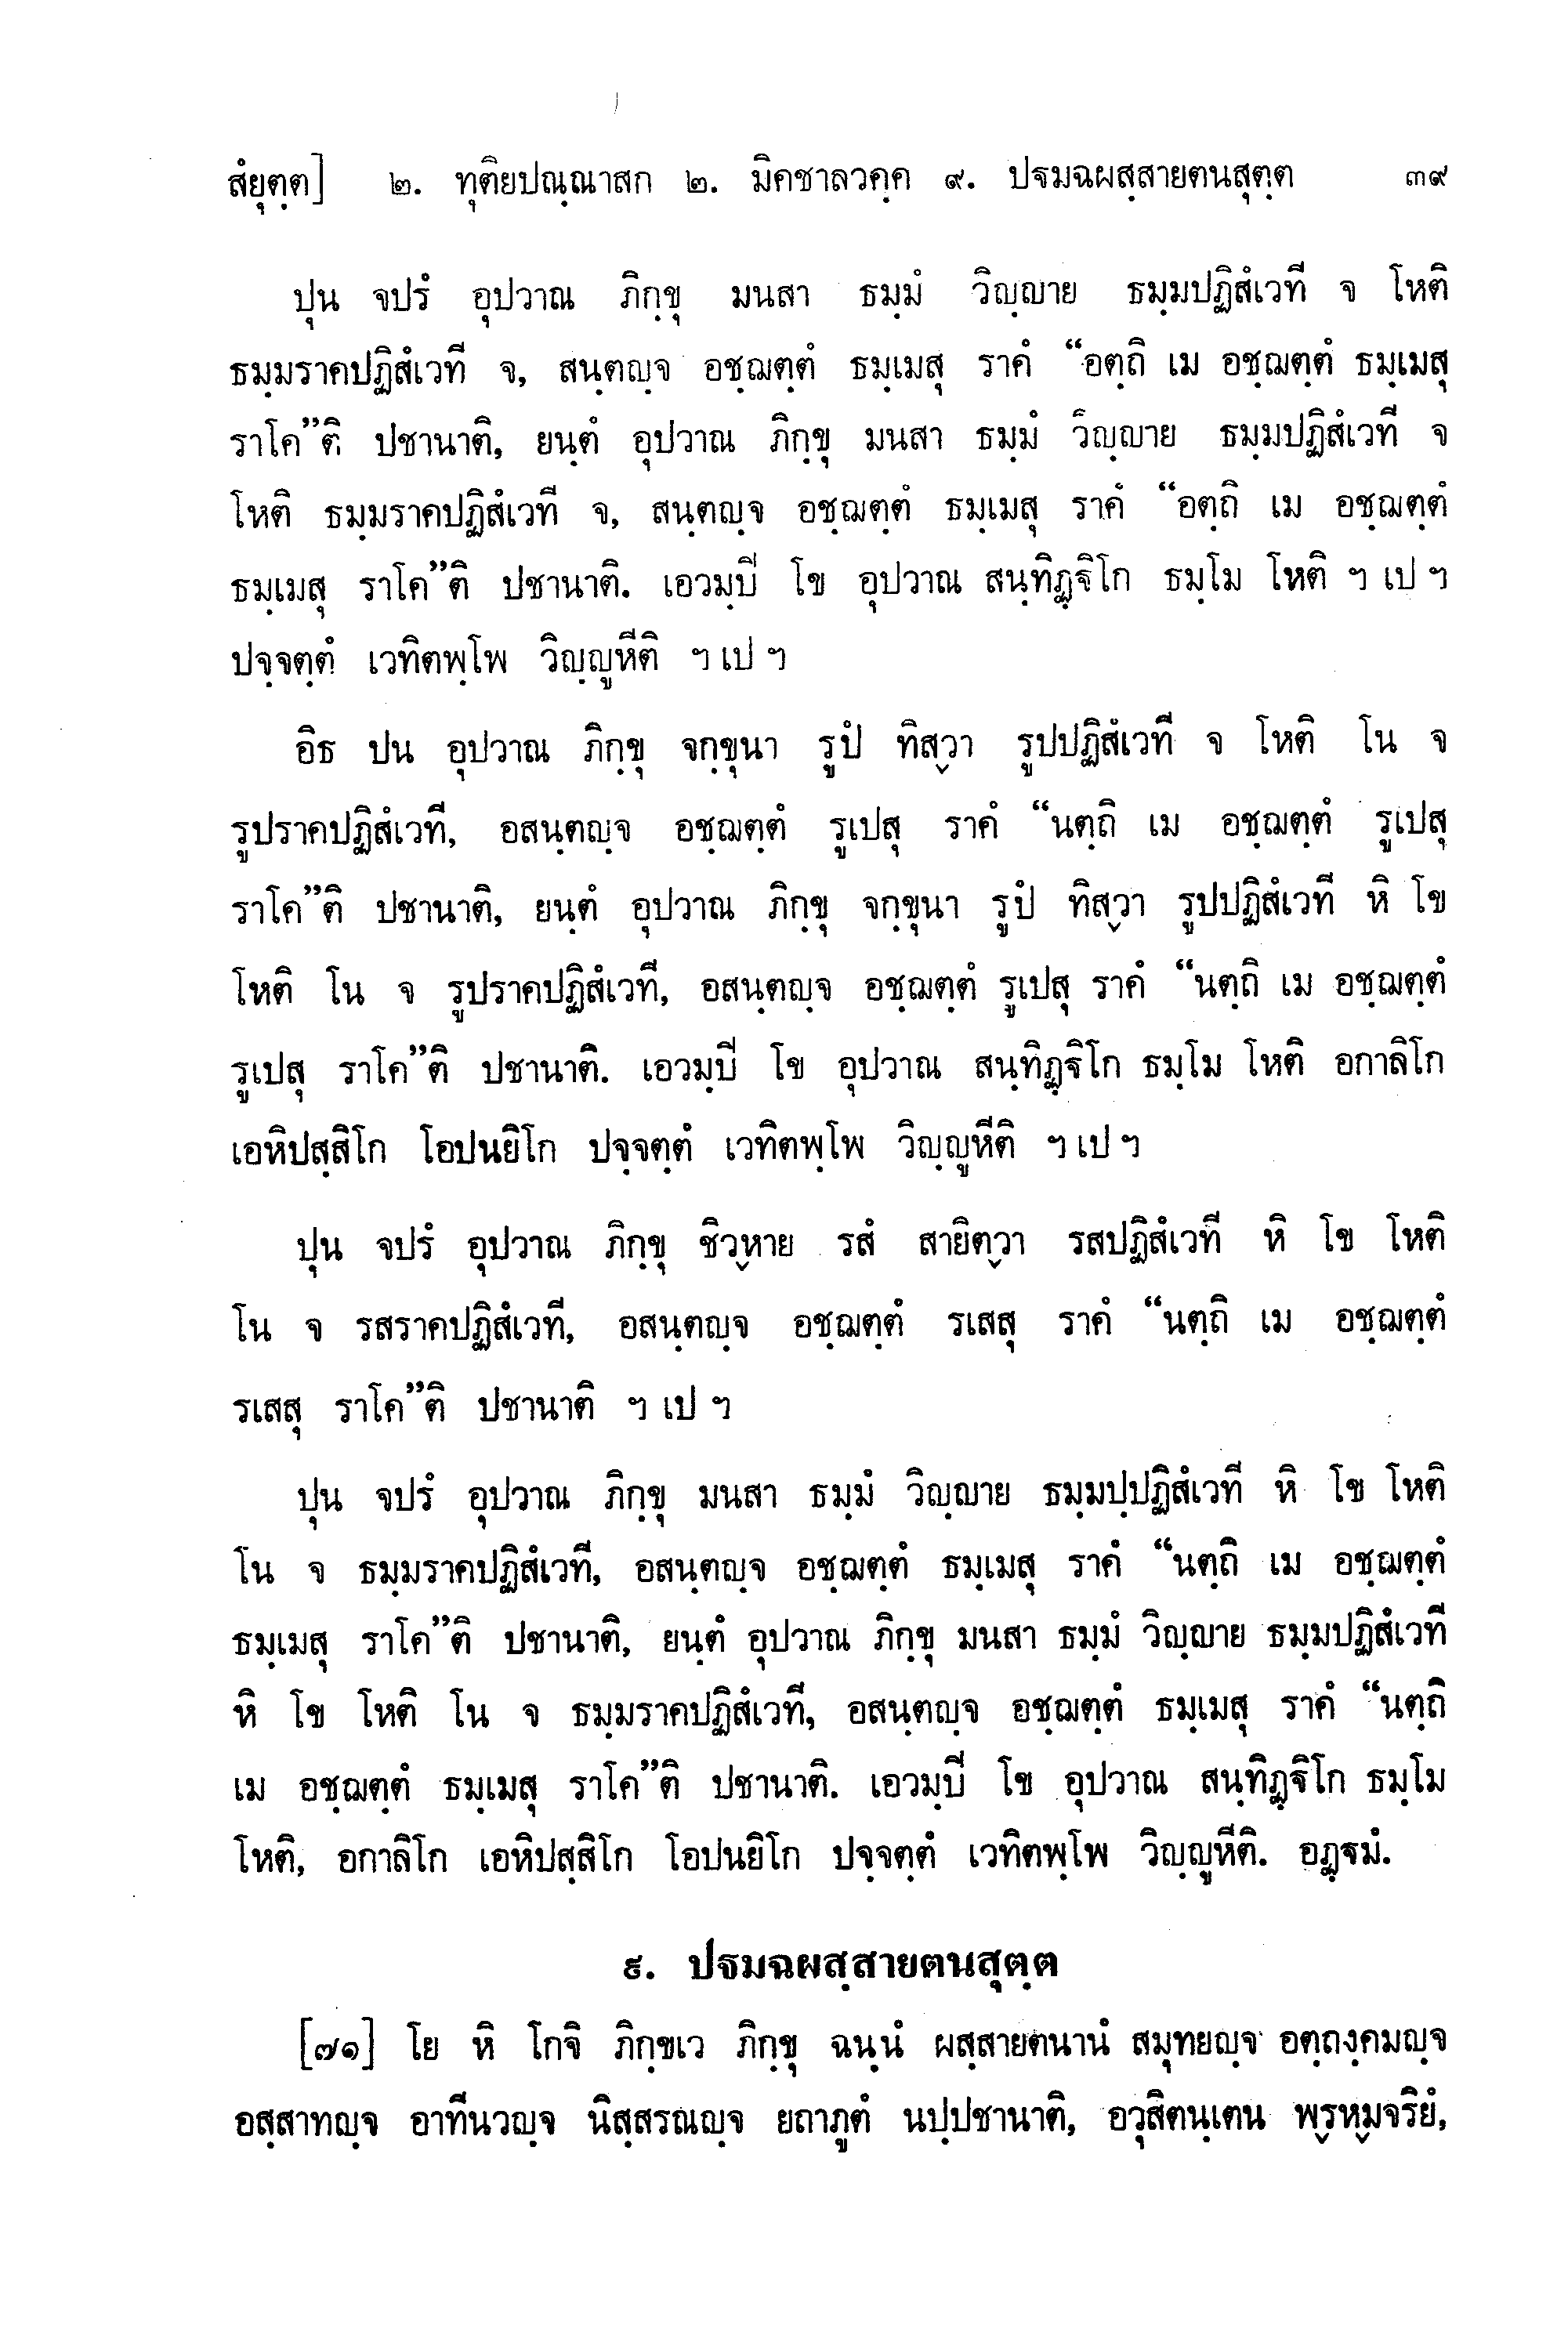 สํยุตฺต] ๒. ทุติยปณฺณาสก ๒. มิคชาลวคฺค ๙. ปฐมฉผสฺสายตนสุตฺต ๓๙
ปุน จปรํ อุปวาณ ภิกฺขุ มนสา ธมฺมํ วิญฺญาย ธมฺมปฏิสํเวที จ โหติ
ธมฺมราคปฏิสํเวที จ, สนฺตญฺจ อชฺฌตฺตํ ธมฺเมสุ ราคํ “อตฺถิ เม อชฺฌตฺตํ ธมฺเมสุ
ราโค”ติ ปชานาติ, ยนฺตํ อุปวาณ ภิกฺขุ มนสา ธมฺมํ วิญฺญาย ธมฺมปฏิสํเวที จ
โหติ ธมฺมราคปฏิสํเวที จ, สนฺตญฺจ อชฺฌตฺตํ ธมฺเมสุ ราคํ “อตฺถิ เม อชฺฌตฺตํ
ธมฺเมสุ ราโค”ติ ปชานาติ. เอวมฺปิ โข อุปวาณ สนฺทิฏฺฐิโก ธมฺโม โหติ ฯ เป ฯ
ปจฺจตฺตํ เวทิตพฺโพ วิญฺญูหีติ ฯ เป ฯ
อิธ ปน อุปวาณ ภิกฺขุ จกฺขุนา รูปํ ทิสฺวา รูปปฏิสํเวที จ โหติ โน จ
รูปราคปฏิสํเวที, อสนฺตญฺจ อชฺฌตฺตํ รูเปสุ ราคํ “นตฺถิ เม อชฺฌตฺตํ รูเปสุ
ราโค”ติ ปชานาติ, ยนฺตํ อุปวาณ ภิกฺขุ จกฺขุนา รูปํ ทิสฺวา รูปปฏิสํเวที หิ โข
โหติ โน จ รูปราคปฏิสํเวที, อสนฺตญฺจ อชฺฌตฺตํ รูเปสุ ราคํ “นตฺถิ เม อชฺฌตฺตํ
รูเปสุ ราโค”ติ ปชานาติ. เอวมฺปิ โข อุปวาณ สนฺทิฏฺฐิโก ธมฺโม โหติ อกาลิโก
เอหิปสฺสิโก โอปนยิโก ปจฺจตฺตํ เวทิตพฺโพ วิญฺญูหีติ ฯ เป ฯ
ปุน จปรํ อุปวาณ ภิกฺขุ ชิวฺหาย รสํ สายิตฺวา รสปฏิสํเวที หิ โข โหติ
โน จ รสราคปฏิสํเวที, อสนฺตญฺจ อชฺฌตฺตํ รเสสุ ราคํ “นตฺถิ เม อชฺฌตฺตํ
รเสสุ ราโค”ติ ปชานาติ ฯ เป ฯ
ปุน จปรํ อุปวาณ ภิกฺขุ มนสา ธมฺมํ วิญฺญาย ธมฺมปฺปฏิสํเวที หิ โข โหติ
โน จ ธมฺมราคปฏิสํเวที, อสนฺตญฺจ อชฺฌตฺตํ ธมฺเมสุ ราคํ “นตฺถิ เม อชฺฌตฺตํ
ธมฺเมสุ ราโค”ติ ปชานาติ, ยนฺตํ อุปวาณ ภิกฺขุ มนสา ธมฺมํ วิญฺญาย ธมฺมปฏิสํเวที
หิ โข โหติ โน จ ธมฺมราคปฏิสํเวที, อสนฺตญฺจ อชฺฌตฺตํ ธมฺเมสุ ราคํ “นตฺถิ
เม อชฺฌตฺตํ ธมฺเมสุ ราโค”ติ ปชานาติ. เอวมฺปิ โข อุปวาณ สนฺทิฏฺฐิโก ธมฺโม
โหติ, อกาลิโก เอหิปสฺสิโก โอปนยิโก ปจฺจตฺตํ เวทิตพฺโพ วิญฺญูหีติ. อฏฺฐมํ.
๙. ปฐมฉผสฺสายตนสุตฺต
[๗๑] โย หิ โกจิ ภิกฺขเว ภิกฺขุ ฉนฺนํ ผสฺสายตนานํ สมุทยญฺจ อตฺถงฺคมญฺจ
อสฺสาทญฺจ อาทีนวญฺจ นิสฺสรณญฺจ ยถาภูตํ นปฺปชานาติ, อวุสิตนฺเตน พฺรหฺมจริยํ,